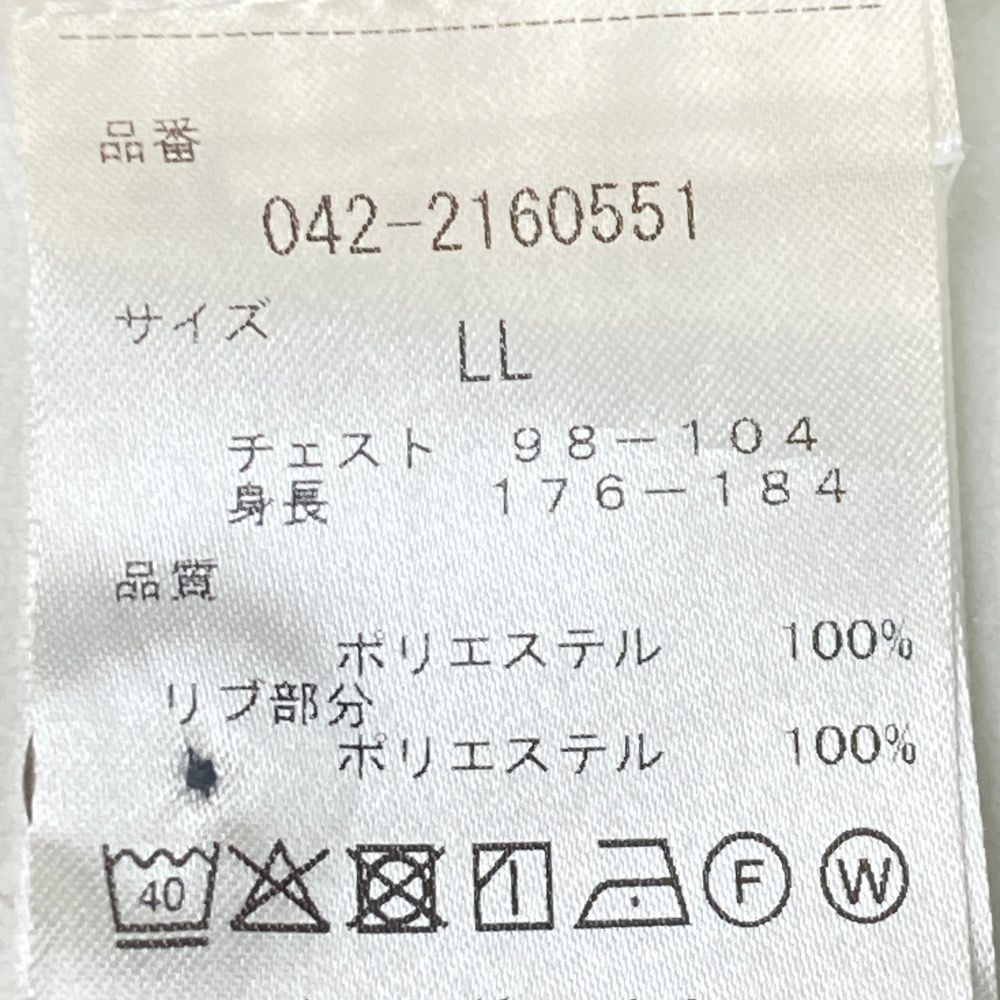 品番
042-2160551
サイズ
LL
チェスト 98-104
身長 176-184
品質
ポリエステル 100%
リブ部分
ポリエステル 100%
40
F
W